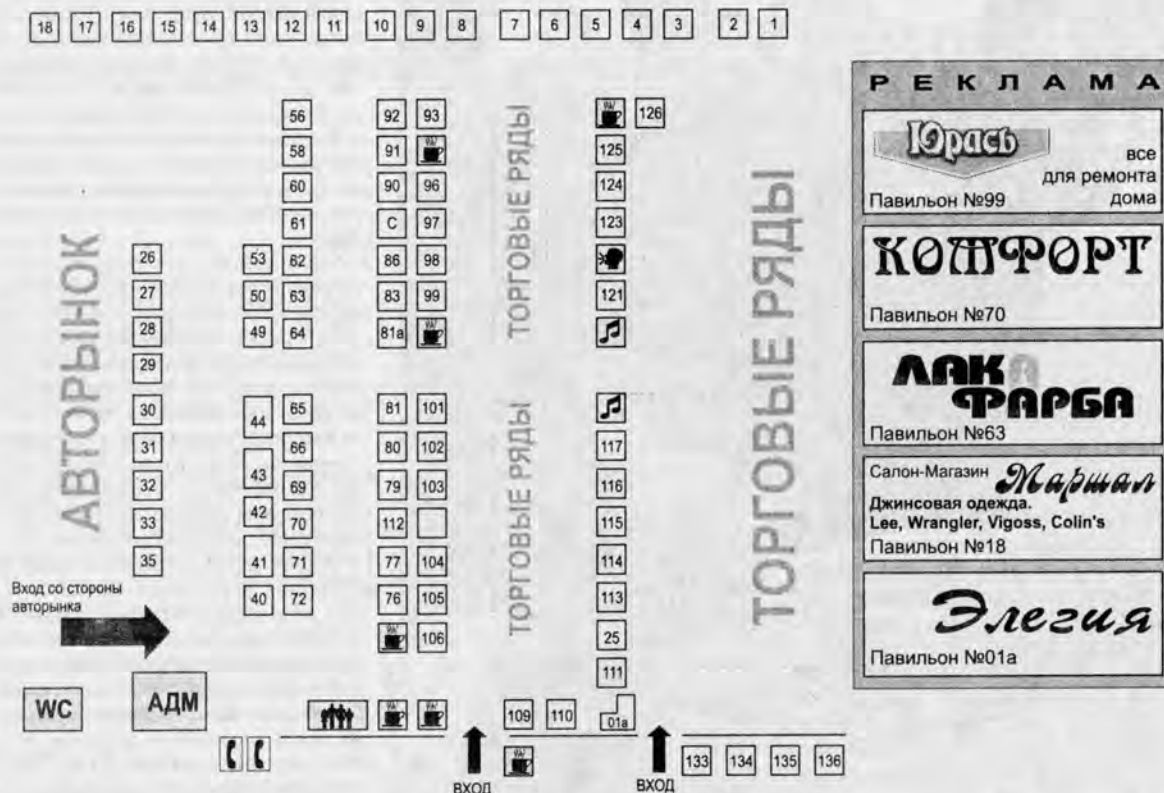 18 17 16 15 14 13 12 11 10 9 8 7 6 5 4 3 2 1
56 92 93 126
58 91 125
60 90 96 124
61 С 97 123
26 53 62 86 98
27 50 63 83 99 121
28 49 64 81a
29
30 44 65 81 101
31 66 80 102 117
32 43 69 79 103 116
33 42 70 112 115
35 41 71 77 104 114
40 72 76 105 113
106 25
111
АВТОРЫНОК
ТОРГОВЫЕ РЯДЫ
ТОРГОВЫЕ РЯДЫ
ТОРГОВЫЕ РЯДЫ
Вход со стороны
авторынка
WC
АДМ
109 110 01a
133 134 135 136
ВХОД
ВХОД
РЕКЛАМА
Юрась
все
для ремонта
дома
Павильон №99
КОМФОРТ
Павильон №70
ЛАКА
ФАРБА
Павильон №63
Салон-Магазин Маршал
Джинсовая одежда.
Lee, Wrangler, Vigoss, Colin's
Павильон №18
Элегия
Павильон №01а